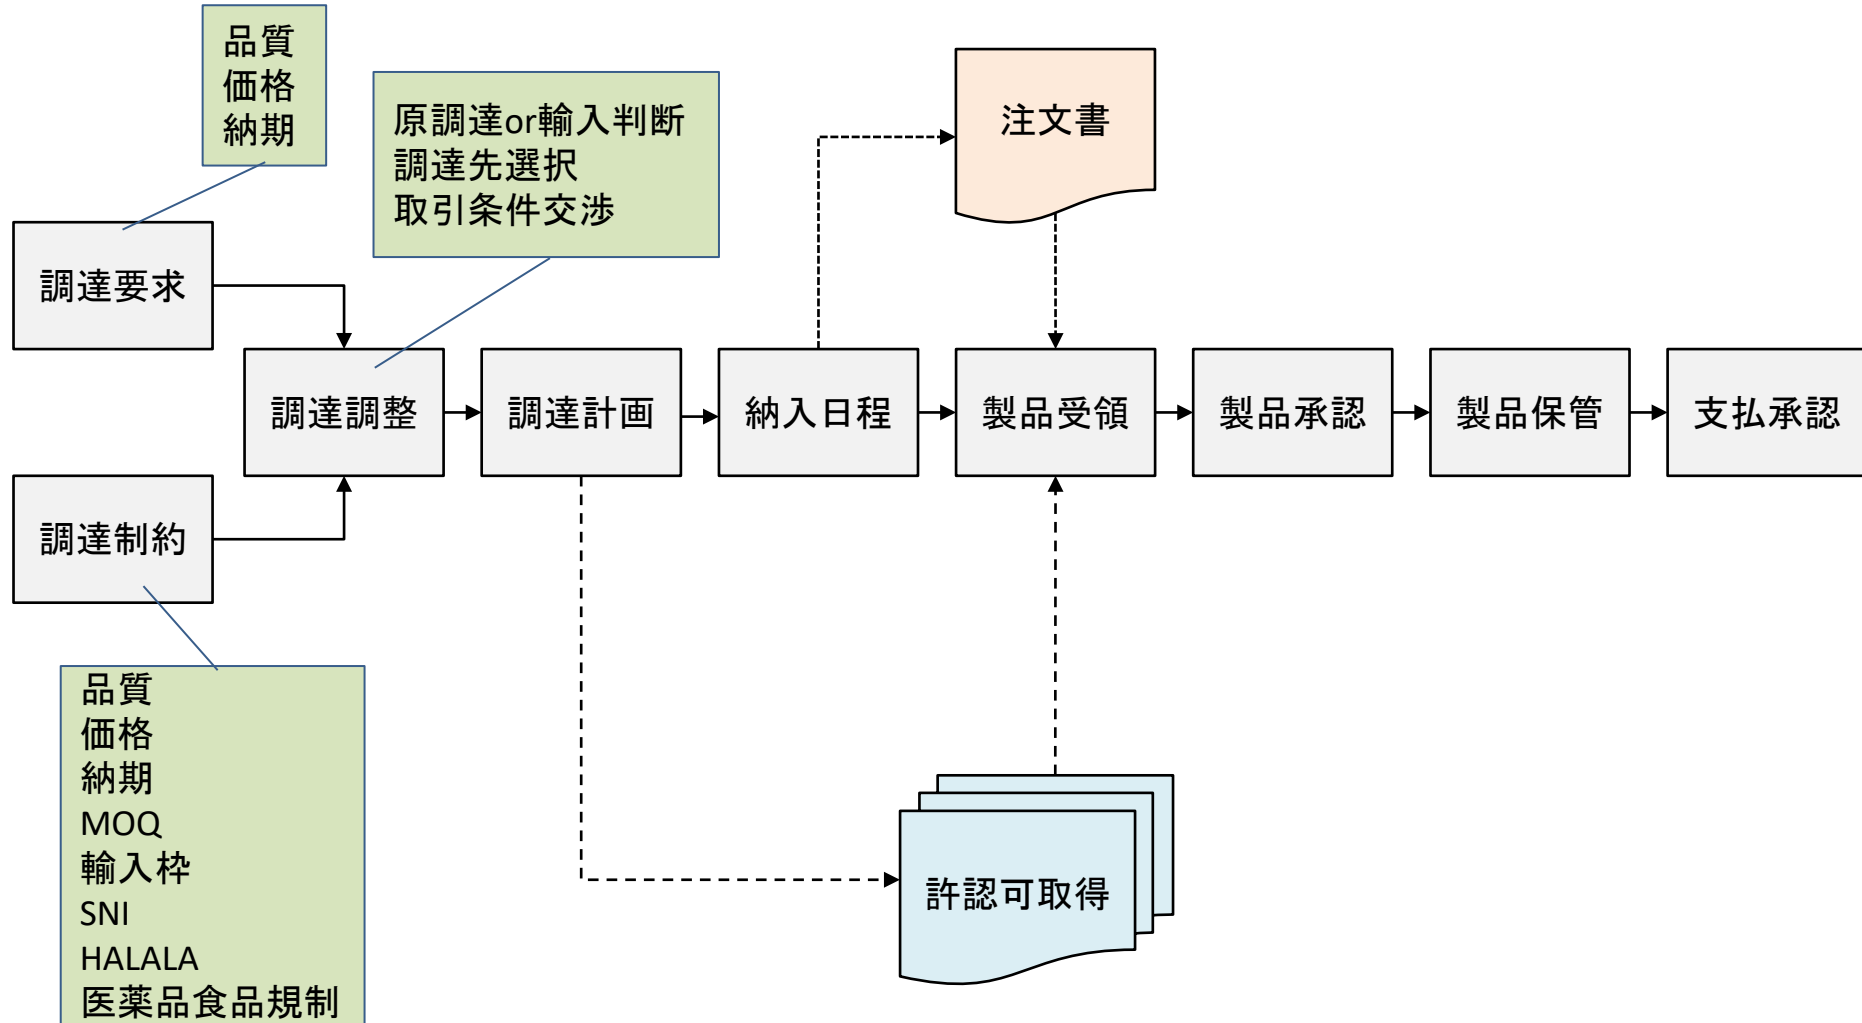 品質
価格
納期
原調達or輸入判断
調達先選択
取引条件交渉
注文書
調達要求
調達調整
調達計画
納入日程
製品受領
製品承認
製品保管
支払承認
調達制約
品質
価格
納期
MOQ
輸入枠
SNI
HALALA
医薬品食品規制
許認可取得